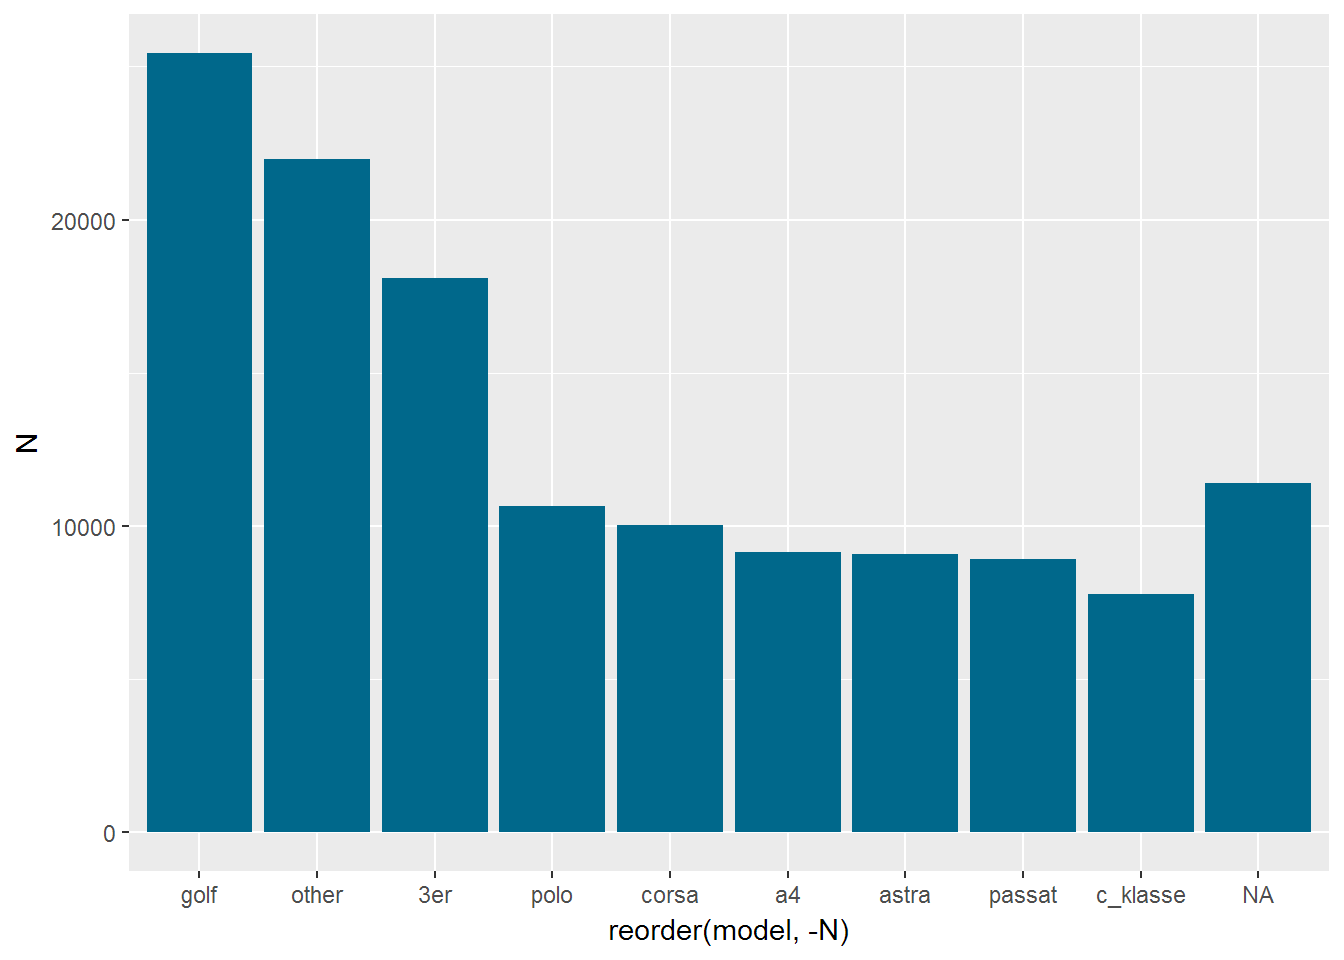 N
20000
10000
0
golf other 3er polo corsa a4 astra passat c_klasse NA
reorder(model, -N)